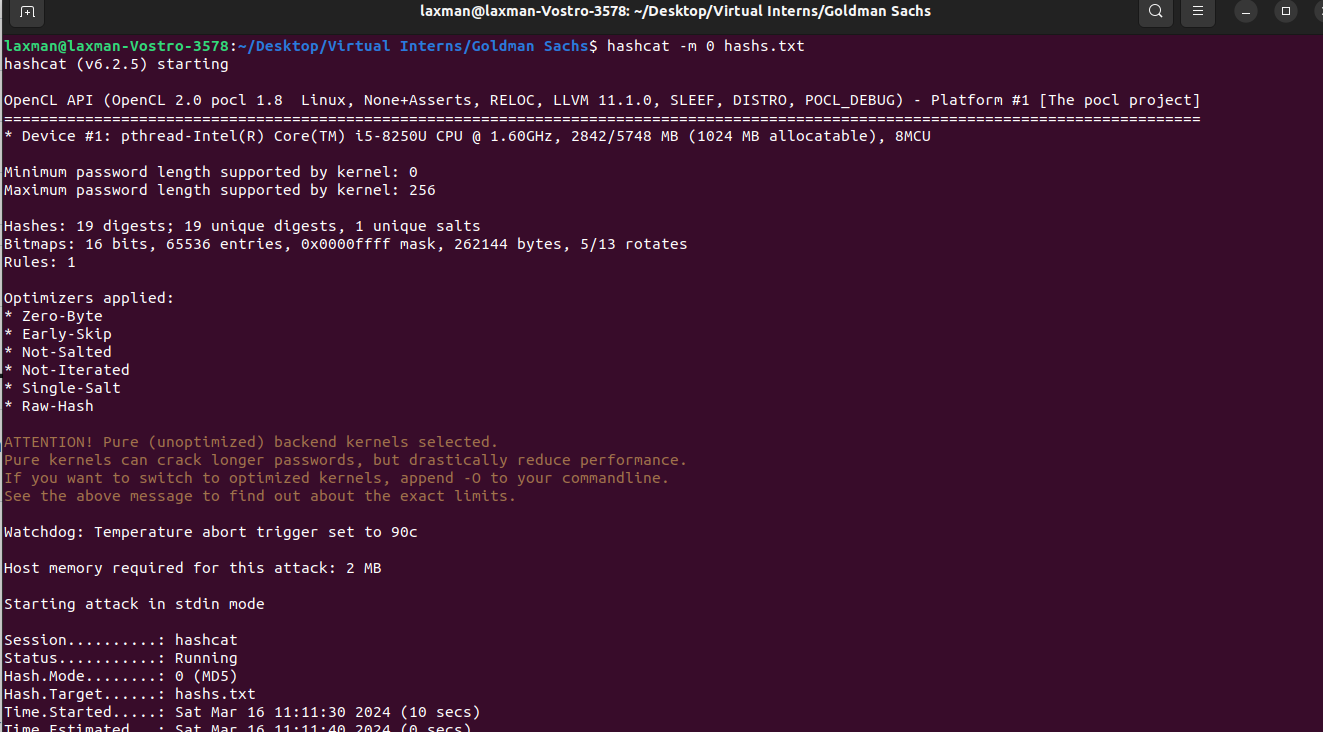 laxman@laxman-Vostro-3578: ~/Desktop/Virtual Interns/Goldman Sachs
laxman@laxman-Vostro-3578:~/Desktop/Virtual Interns/Goldman Sachs$ hashcat -m 0 hashs.txt
hashcat (v6.2.5) starting
OpenCL API (OpenCL 2.0 pocl 1.8  Linux, None+Asserts, RELOC, LLVM 11.1.0, SLEEF, DISTRO, POCL_DEBUG) - Platform #1 [The pocl project]
=====================================================================================================================================
* Device #1: pthread-Intel(R) Core(TM) i5-8250U CPU @ 1.60GHz, 2842/5748 MB (1024 MB allocatable), 8MCU
Minimum password length supported by kernel: 0
Maximum password length supported by kernel: 256
Hashes: 19 digests; 19 unique digests, 1 unique salts
Bitmaps: 16 bits, 65536 entries, 0x0000ffff mask, 262144 bytes, 5/13 rotates
Rules: 1
Optimizers applied:
* Zero-Byte
* Early-Skip
* Not-Salted
* Not-Iterated
* Single-Salt
* Raw-Hash
ATTENTION! Pure (unoptimized) backend kernels selected.
Pure kernels can crack longer passwords, but drastically reduce performance.
If you want to switch to optimized kernels, append -O to your commandline.
See the above message to find out about the exact limits.
Watchdog: Temperature abort trigger set to 90c
Host memory required for this attack: 2 MB
Starting attack in stdin mode
Session..........: hashcat
Status...........: Running
Hash.Mode........: 0 (MD5)
Hash.Target......: hashs.txt
Time.Started.....: Sat Mar 16 11:11:30 2024 (10 secs)
Time.Estimated...: Sat Mar 16 11:11:40 2024 (0 secs)